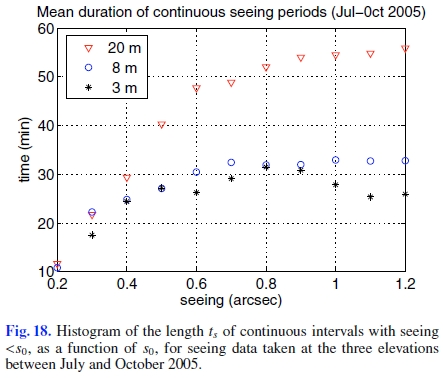 Mean duration of continuous seeing periods (Jul–Oct 2005)
60
50
40
30
20
10
time (min)
20 m
8 m
3 m
0.2 0.4 0.6 0.8 1 1.2
seeing (arcsec)
Fig. 18. Histogram of the length ts of continuous intervals with seeing
<s0, as a function of s0, for seeing data taken at the three elevations
between July and October 2005.